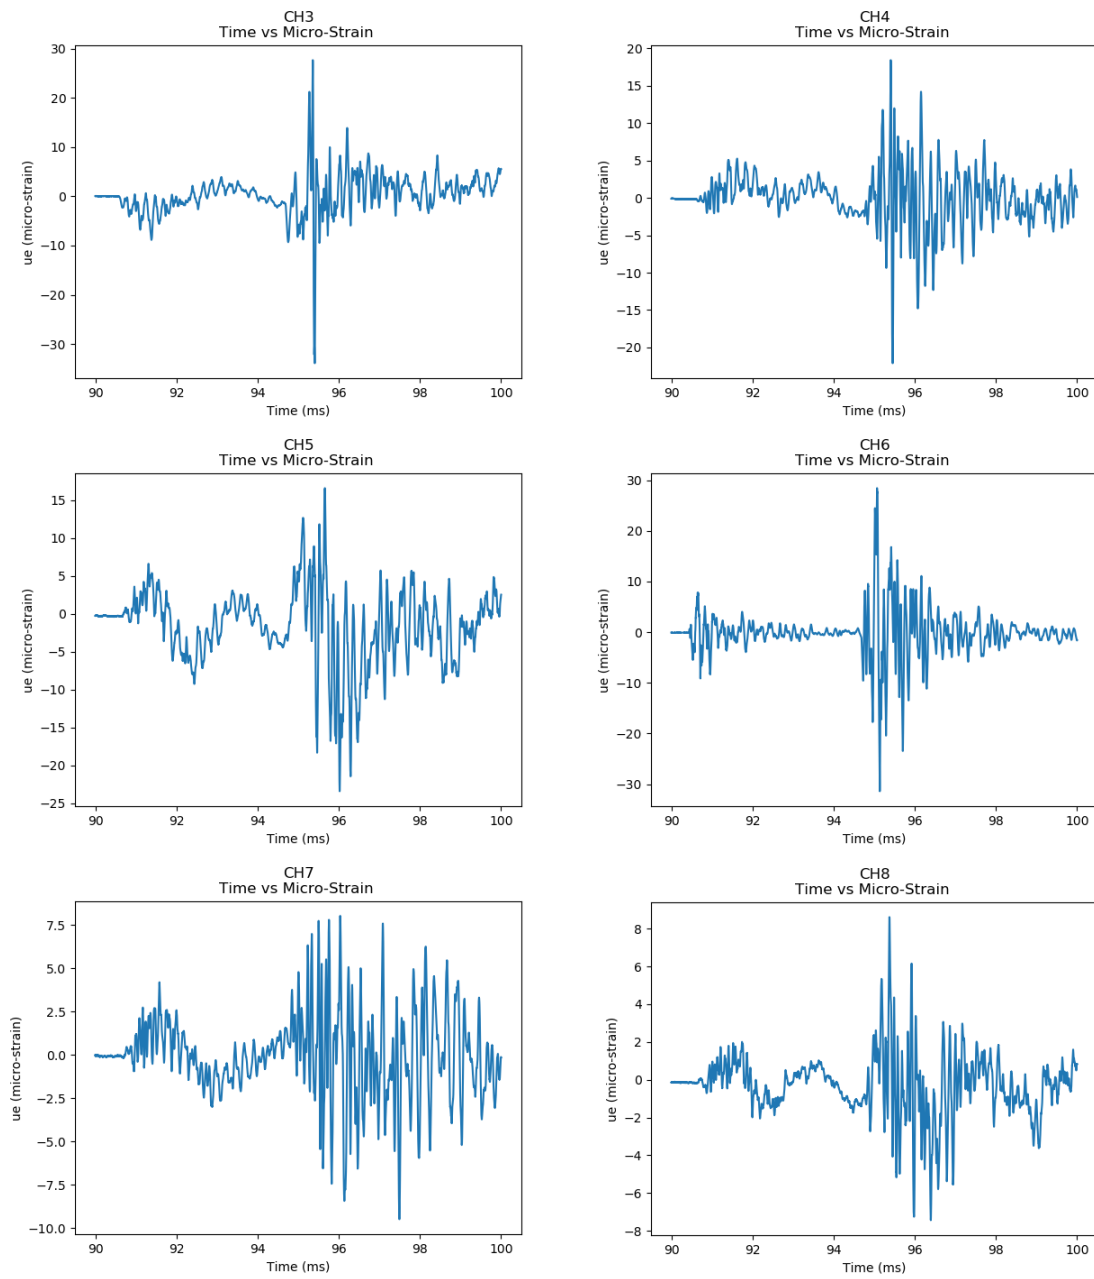 CH3
Time vs Micro-Strain
30
20
10
0
−10
−20
−30
ue (micro-strain)
90 92 94 96 98 100
Time (ms)
CH4
Time vs Micro-Strain
20
15
10
5
0
−5
−10
−15
−20
ue (micro-strain)
90 92 94 96 98 100
Time (ms)
CH5
Time vs Micro-Strain
15
10
5
0
−5
−10
−15
−20
−25
ue (micro-strain)
90 92 94 96 98 100
Time (ms)
CH6
Time vs Micro-Strain
30
20
10
0
−10
−20
−30
ue (micro-strain)
90 92 94 96 98 100
Time (ms)
CH7
Time vs Micro-Strain
7.5
5.0
2.5
0.0
−2.5
−5.0
−7.5
−10.0
ue (micro-strain)
90 92 94 96 98 100
Time (ms)
CH8
Time vs Micro-Strain
8
6
4
2
0
−2
−4
−6
−8
ue (micro-strain)
90 92 94 96 98 100
Time (ms)